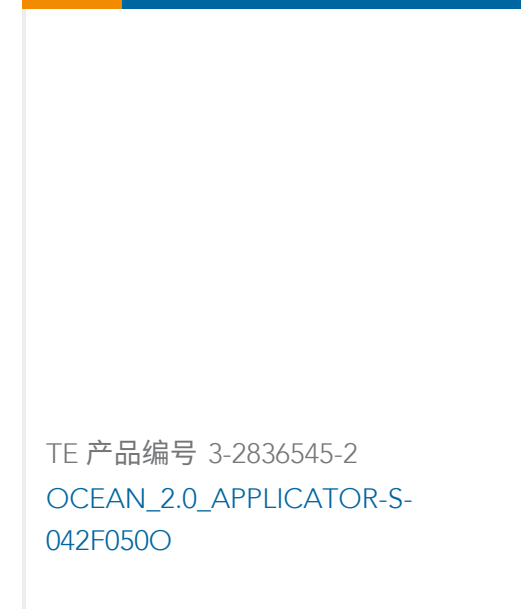 TE 产品编号 3-2836545-2
OCEAN_2.0_APPLICATOR-S-
042F050O